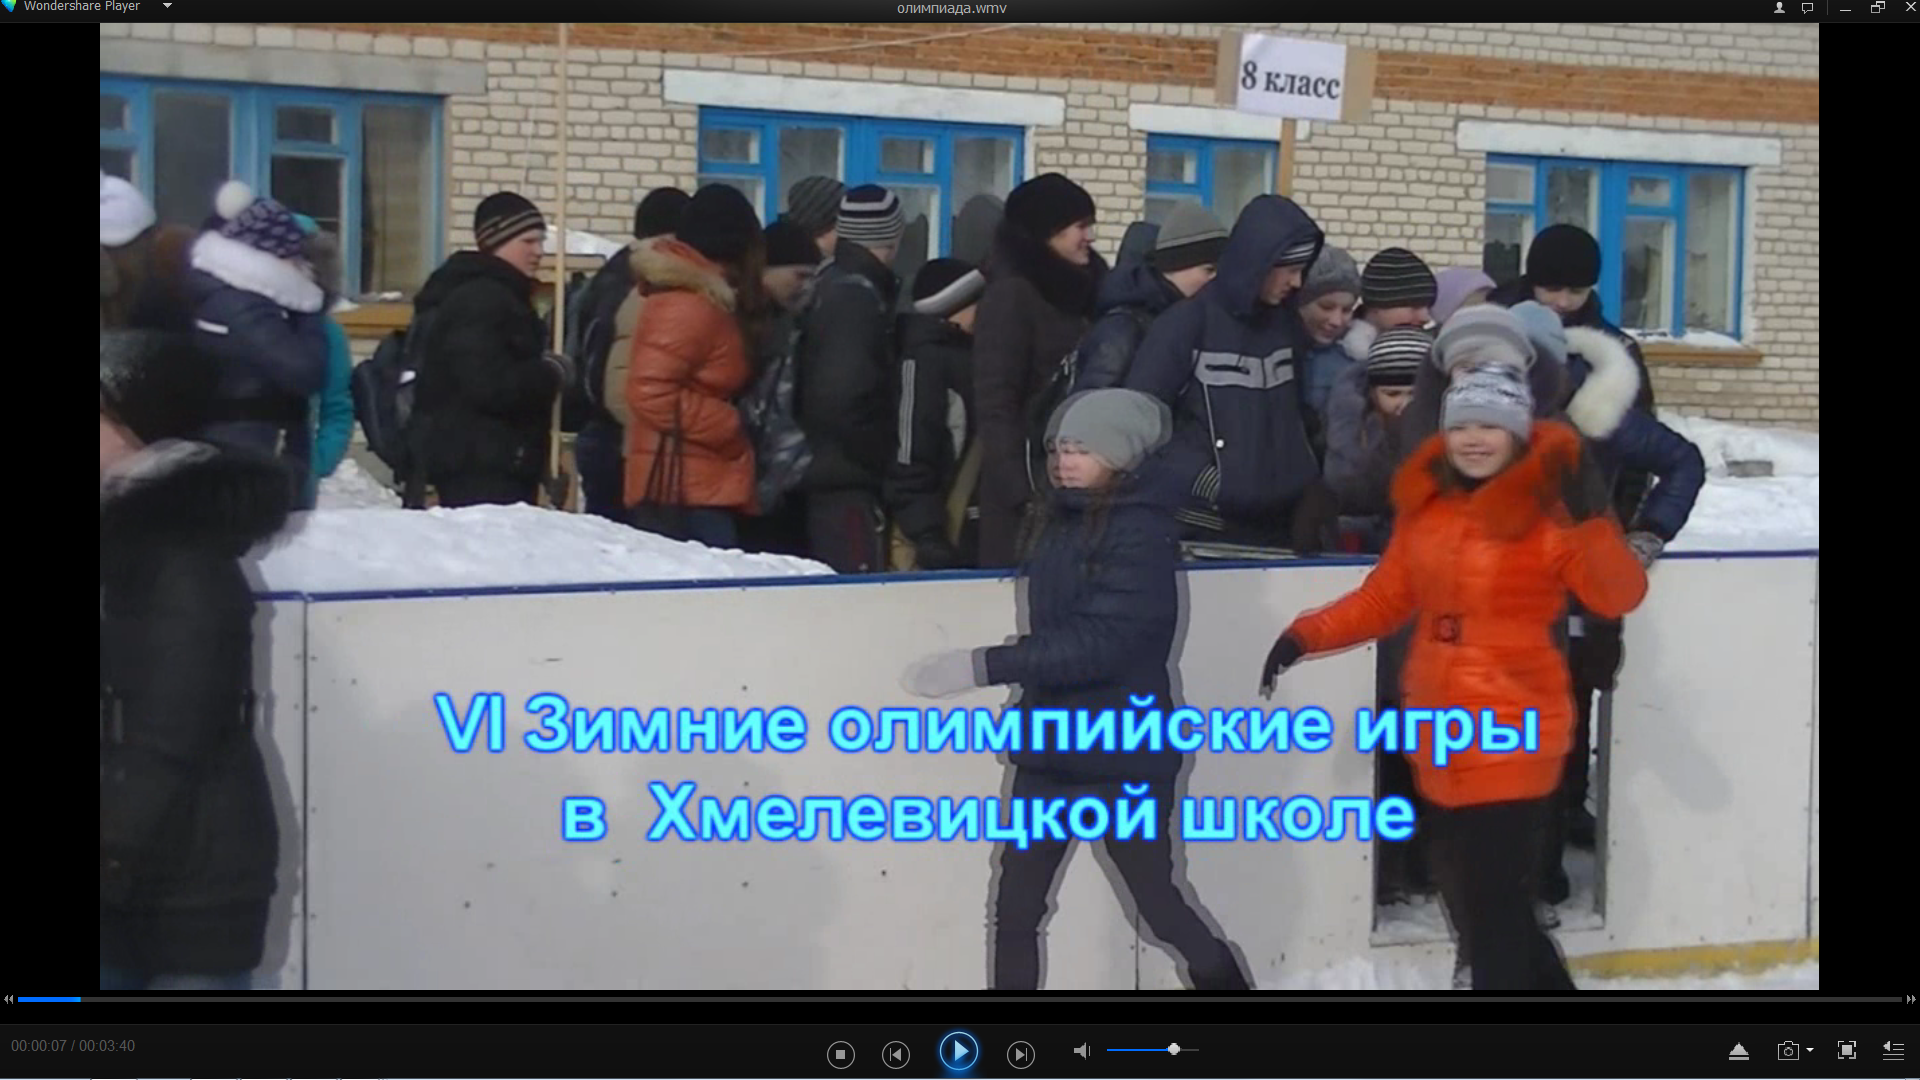 Wondershare Player
олимпиада.wmv
8 класс
VI Зимние олимпийские игры
в Хмелевицкой школе
00:00:07 / 00:03:40